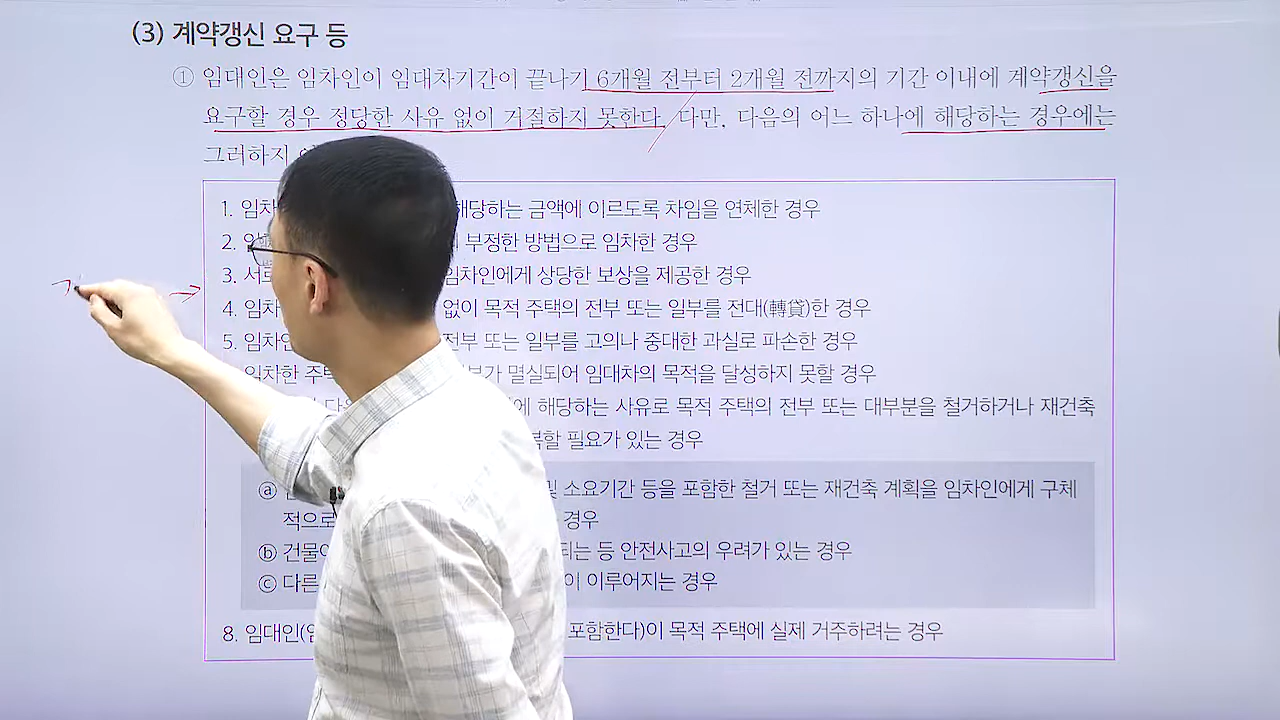 (3) 계약갱신 요구 등
① 임대인은 임차인이 임대차기간이 끝나기 6개월 전부터 2개월 전까지의 기간 이내에 계약갱신을
요구할 경우 정당한 사유 없이 거절하지 못한다. 다만, 다음의 어느 하나에 해당하는 경우에는
그러하지
1. 해당하는 금액에 이르도록 차임을 연체한 경우
2. 부정한 방법으로 임차한 경우
3. 임차인에게 상당한 보상을 제공한 경우
4. 없이 목적 주택의 전부 또는 일부를 전대(轉貸)한 경우
5. 전부 또는 일부를 고의나 중대한 과실로 파손한 경우
임차한 멸실되어 임대차의 목적을 달성하지 못할 경우
해당하는 사유로 목적 주택의 전부 또는 대부분을 철거하거나 재건축
필요가 있는 경우
ⓐ 소요기간 등을 포함한 철거 또는 재건축 계획을 임차인에게 구체
적으로 경우
ⓑ 등 안전사고의 우려가 있는 경우
ⓒ 다른 이루어지는 경우
8. 포함한다)이 목적 주택에 실제 거주하려는 경우